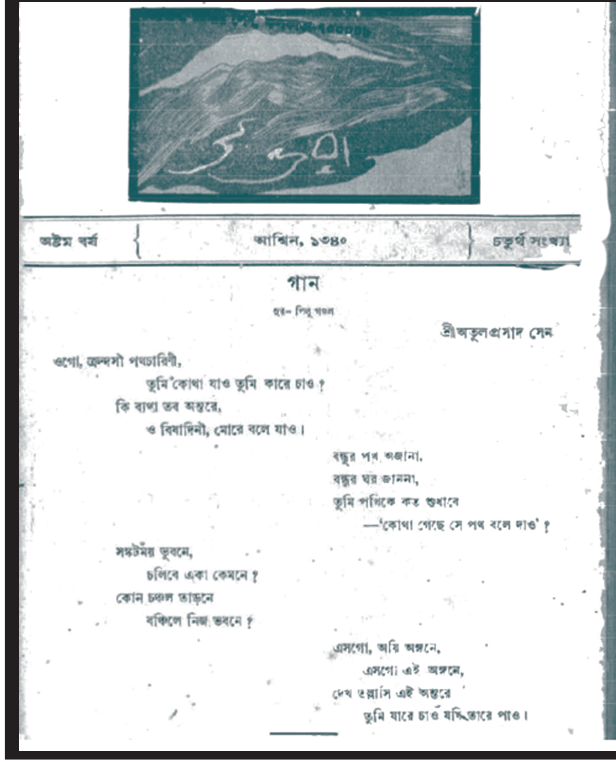 উত্তরা
অষ্টম বর্ষ
আশ্বিন, ১৩৪০
চতুর্থ সংখ্যা
গান
সুর– পিলু
শ্রীঅতুলপ্রসাদ সেন
ওগো, ক্রন্দসী পথচারিণী,
তুমি কোথা যাও তুমি কারে চাও ?
কি ব্যথা তব অন্তরে,
ও বিষাদিনী, মোরে বলে যাও।
বন্ধুর পথ অজানা,
বন্ধুর ঘর জাননা,
তুমি পথিকে কত শুধাবে
—‘কোথা গেছে সে পথ বলে দাও’ ?
সঙ্কটময় ভুবনে,
চলিবে একা কেমনে ?
কোন চঞ্চল তাড়নে
বঞ্চিলে নিজ ভবনে ?
এসগো, অয়ি অঙ্গনে,
এসগো এই অঙ্গনে,
দেখ তল্লাসি এই অন্তরে
তুমি যারে চাও যদি তারে পাও।